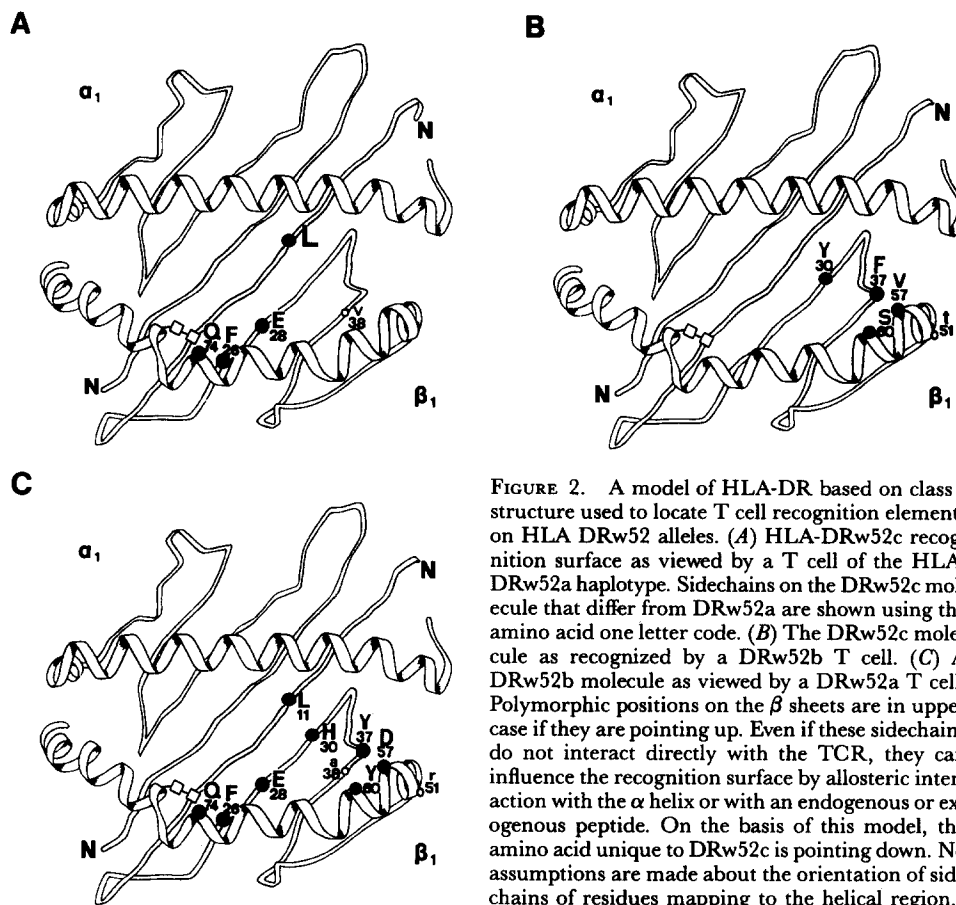 A
B
α₁
N
L
E
28
V
38
Q
74
F
26
N
β₁
α₁
N
Y
30
F
37
V
57
S
60
t
51
N
β₁
C
α₁
N
L
11
H
30
Y
37
D
57
a
38
Y
60
r
51
E
28
Q
74
F
26
N
β₁
FIGURE 2. A model of HLA-DR based on class
structure used to locate T cell recognition element
on HLA DRw52 alleles. (A) HLA-DRw52c recog-
nition surface as viewed by a T cell of the HLA
DRw52a haplotype. Sidechains on the DRw52c mol
ecule that differ from DRw52a are shown using th
amino acid one letter code. (B) The DRw52c mole
cule as recognized by a DRw52b T cell. (C) A
DRw52b molecule as viewed by a DRw52a T cell
Polymorphic positions on the β sheets are in uppe
case if they are pointing up. Even if these sidechain
do not interact directly with the TCR, they can
influence the recognition surface by allosteric inter
action with the α helix or with an endogenous or ex
ogenous peptide. On the basis of this model, th
amino acid unique to DRw52c is pointing down. No
assumptions are made about the orientation of sid
chains of residues mapping to the helical region.